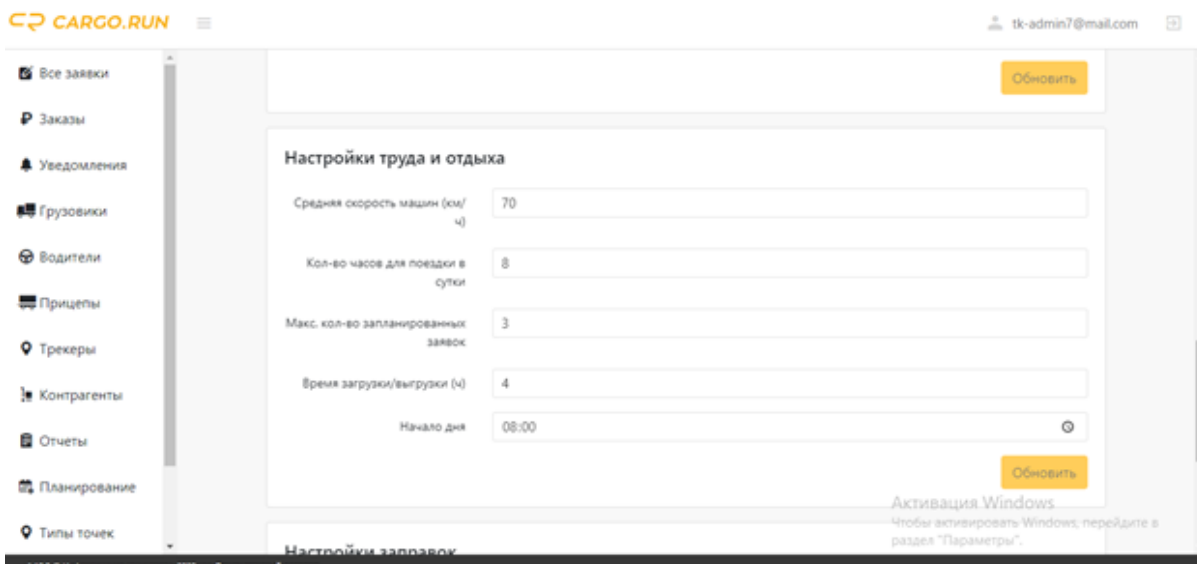 CARGO.RUN
tk-admin7@mail.com
Все заявки
Заказы
Уведомления
Грузовики
Водители
Прицепы
Трекеры
Контрагенты
Отчеты
Планирование
Типы точек
Обновить
Настройки труда и отдыха
Средняя скорость машин (км/
ч)
70
Кол-во часов для поездки в
сутки
8
Макс. кол-во запланированных
заявок
3
Время загрузки/выгрузки (ч)
4
Начало дня
08:00
Обновить
Настройки заправок
Активация Windows
Чтобы активировать Windows, перейдите в
раздел "Параметры".